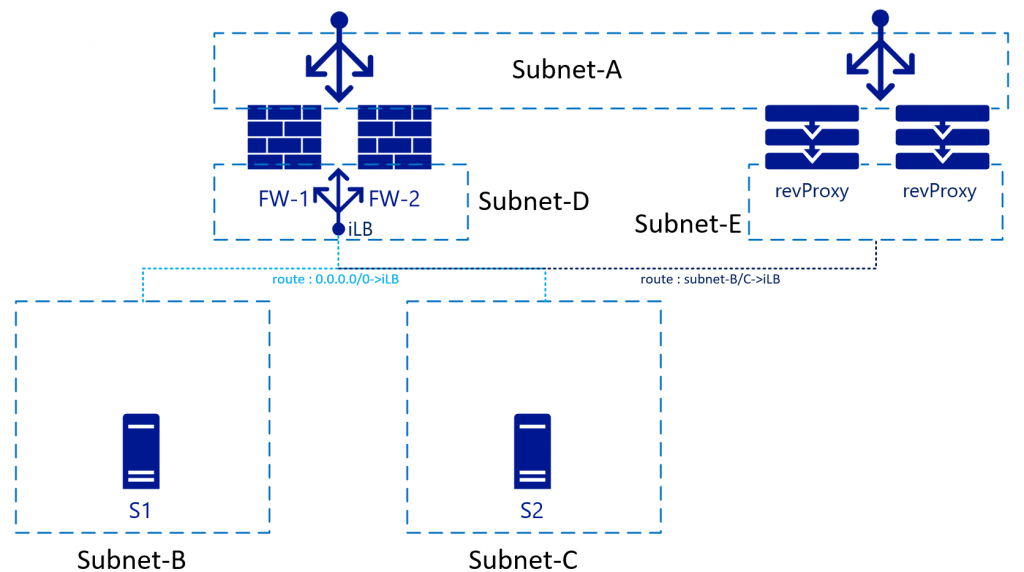 Subnet-A
FW-1
FW-2
iLB
Subnet-D
revProxy
revProxy
Subnet-E
route : 0.0.0.0/0->iLB
route : subnet-B/C->iLB
S1
S2
Subnet-B
Subnet-C